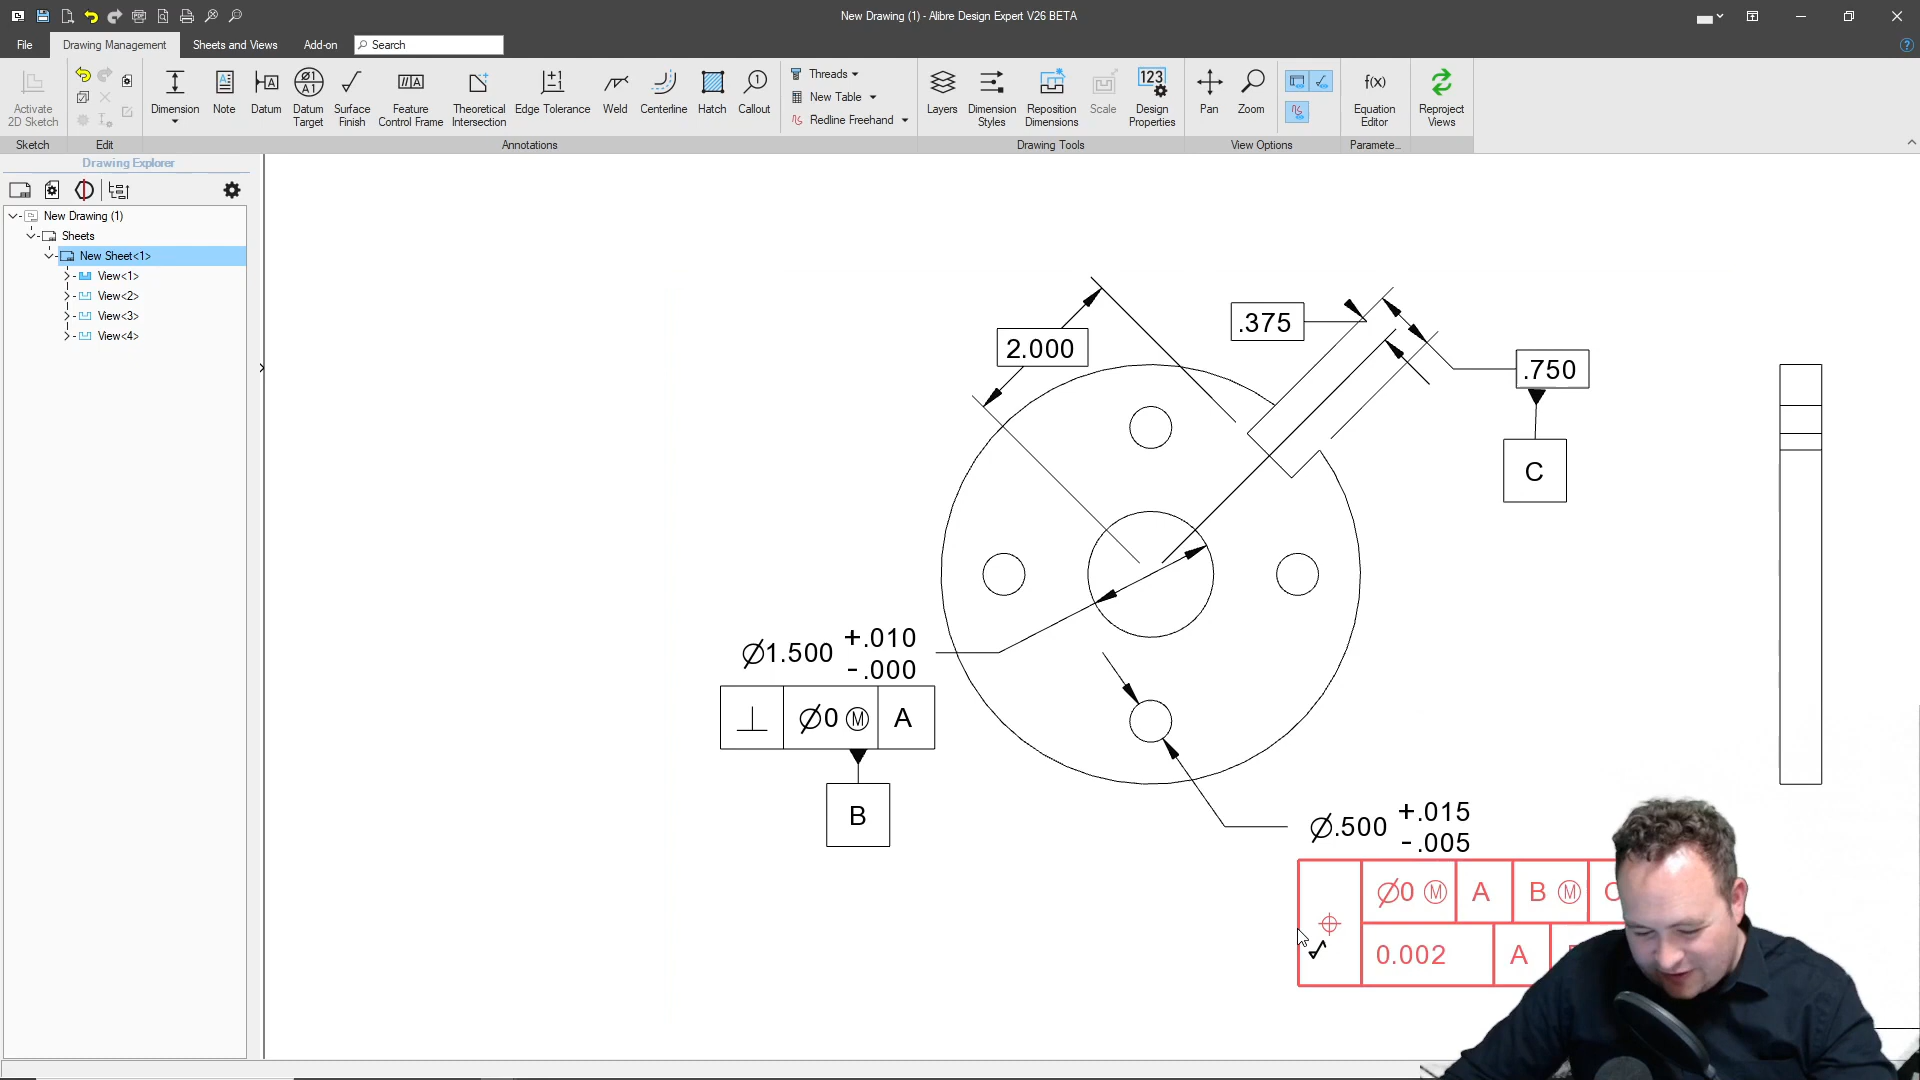 New Drawing (1) - Alibre Design Expert V26 BETA
File
Drawing Management
Sheets and Views
Add-on
Search
Activate
2D Sketch
Dimension
Note
Datum
Datum
Target
Surface
Finish
Feature
Control Frame
Theoretical
Intersection
Edge Tolerance
Weld
Centerline
Hatch
Callout
Threads
New Table
Redline Freehand
Layers
Dimension
Styles
Reposition
Dimensions
Scale
123
Design
Properties
Pan
Zoom
f(x)
Equation
Editor
Reproject
Views
Sketch
Edit
Annotations
Drawing Tools
View Options
Paramete...
Drawing Explorer
New Drawing (1)
Sheets
New Sheet<1>
View<1>
View<2>
View<3>
View<4>
2.000
.375
.750
C
∅1.500 +.010
-.000
⊥ ∅0 Ⓜ A
B
∅.500 +.015
-.005
⌖ ∅0 Ⓜ A B Ⓜ C
0.002 A